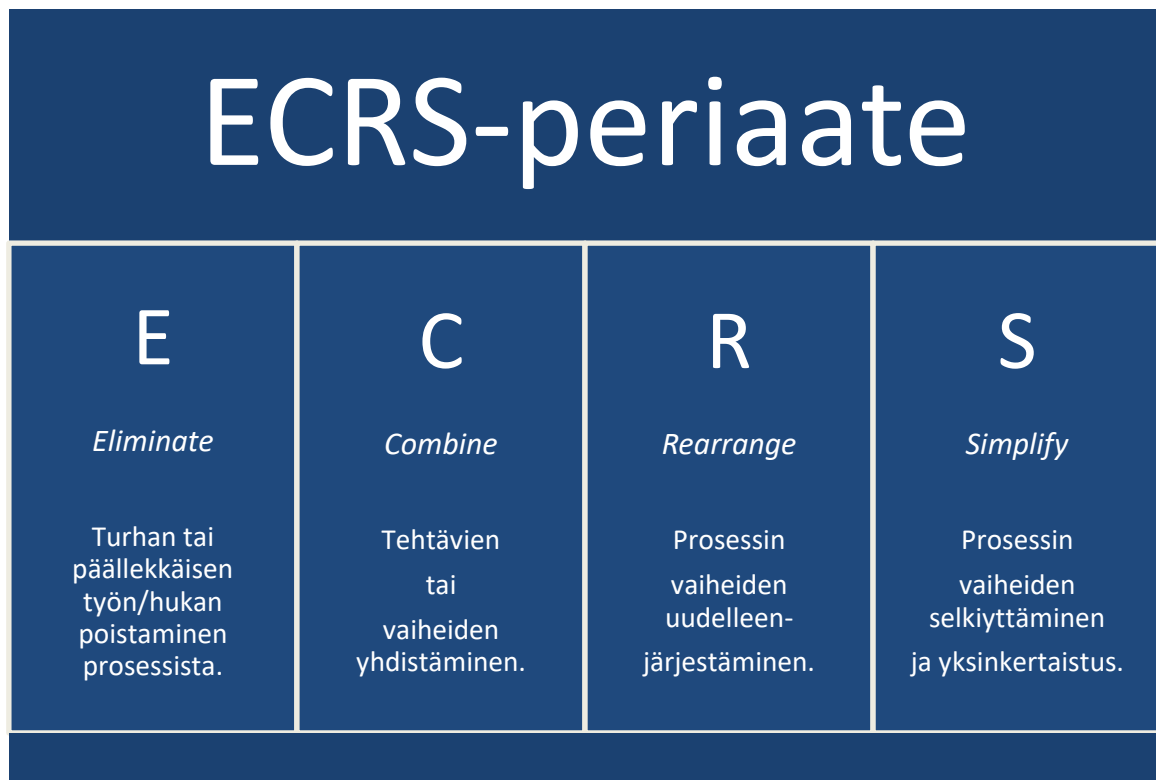 ECRS-periaate
E
Eliminate
Turhan tai
päällekkäisen
työn/hukan
poistaminen
prosessista.
C
Combine
Tehtävien
tai
vaiheiden
yhdistäminen.
R
Rearrange
Prosessin
vaiheiden
uudelleen-
järjestäminen.
S
Simplify
Prosessin
vaiheiden
selkiyttäminen
ja yksinkertaistus.